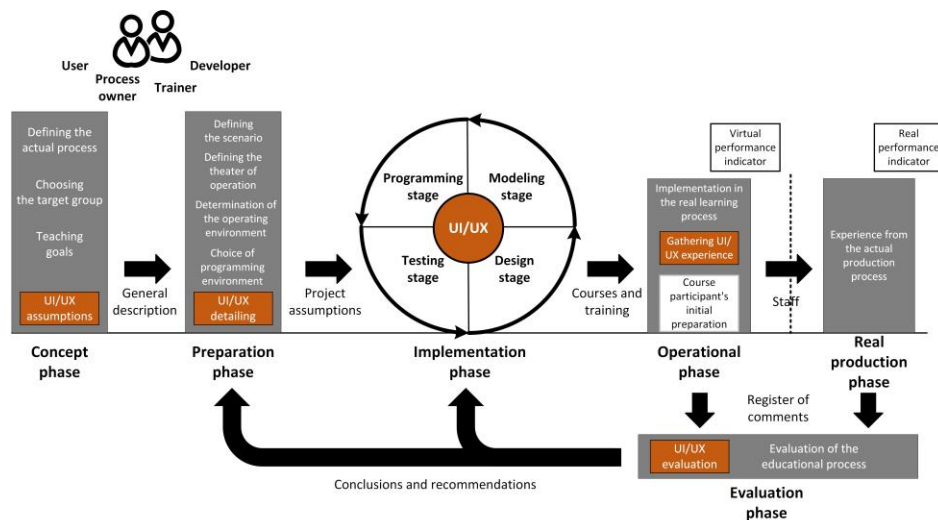 User
Developer
Process
owner
Trainer
Defining the
actual process
Choosing
the target group
Teaching
goals
UI/UX
assumptions
General
description
Defining
the scenario
Defining the
theater of
operation
Determination of
the operating
environment
Choice of
programming
environment
UI/UX
detailing
Project
assumptions
Programming
stage
Modeling
stage
UI/UX
Testing
stage
Design
stage
Courses and
training
Virtual
performance
indicator
Implementation in
the real learning
process
Gathering UI/
UX experience
Course
participant's
initial
preparation
Staff
Real
performance
indicator
Experience from
the actual
production
process
Concept
phase
Preparation
phase
Implementation
phase
Operational
phase
Real
production
phase
Register of
comments
UI/UX
evaluation
Evaluation of the
educational process
Conclusions and recommendations
Evaluation
phase